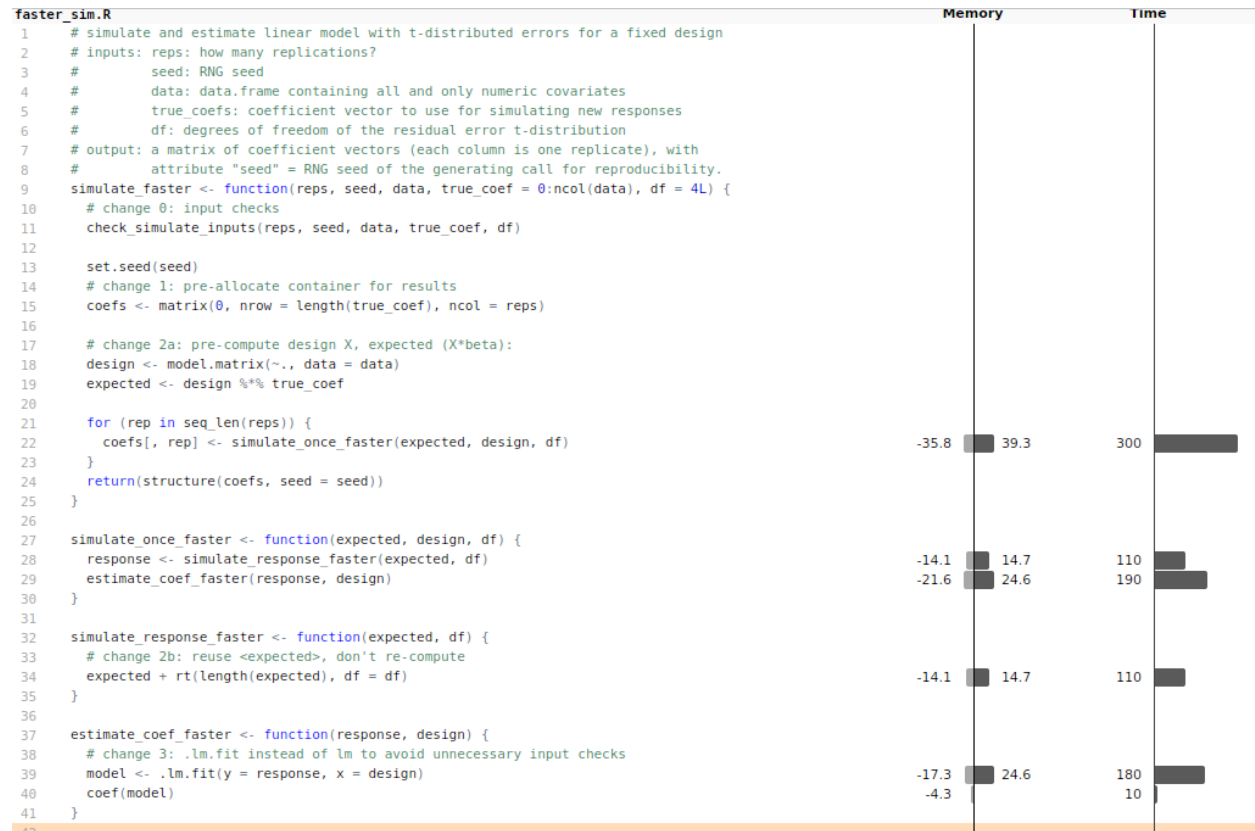 faster_sim.R Memory Time
1 # simulate and estimate linear model with t-distributed errors for a fixed design
2 # inputs: reps: how many replications?
3 # seed: RNG seed
4 # data: data.frame containing all and only numeric covariates
5 # true_coefs: coefficient vector to use for simulating new responses
6 # df: degrees of freedom of the residual error t-distribution
7 # output: a matrix of coefficient vectors (each column is one replicate), with
8 # attribute "seed" = RNG seed of the generating call for reproducibility.
9 simulate_faster <- function(reps, seed, data, true_coef = 0:ncol(data), df = 4L) {
10 # change 0: input checks
11 check_simulate_inputs(reps, seed, data, true_coef, df)
12
13 set.seed(seed)
14 # change 1: pre-allocate container for results
15 coefs <- matrix(0, nrow = length(true_coef), ncol = reps)
16
17 # change 2a: pre-compute design X, expected (X*beta):
18 design <- model.matrix(~., data = data)
19 expected <- design %*% true_coef
20
21 for (rep in seq_len(reps)) {
22 coefs[, rep] <- simulate_once_faster(expected, design, df) -35.8 39.3 300
23 }
24 return(structure(coefs, seed = seed))
25 }
26
27 simulate_once_faster <- function(expected, design, df) {
28 response <- simulate_response_faster(expected, df) -14.1 14.7 110
29 estimate_coef_faster(response, design) -21.6 24.6 190
30 }
31
32 simulate_response_faster <- function(expected, df) {
33 # change 2b: reuse <expected>, don't re-compute
34 expected + rt(length(expected), df = df) -14.1 14.7 110
35 }
36
37 estimate_coef_faster <- function(response, design) {
38 # change 3: .lm.fit instead of lm to avoid unnecessary input checks
39 model <- .lm.fit(y = response, x = design) -17.3 24.6 180
40 coef(model) -4.3 10
41 }